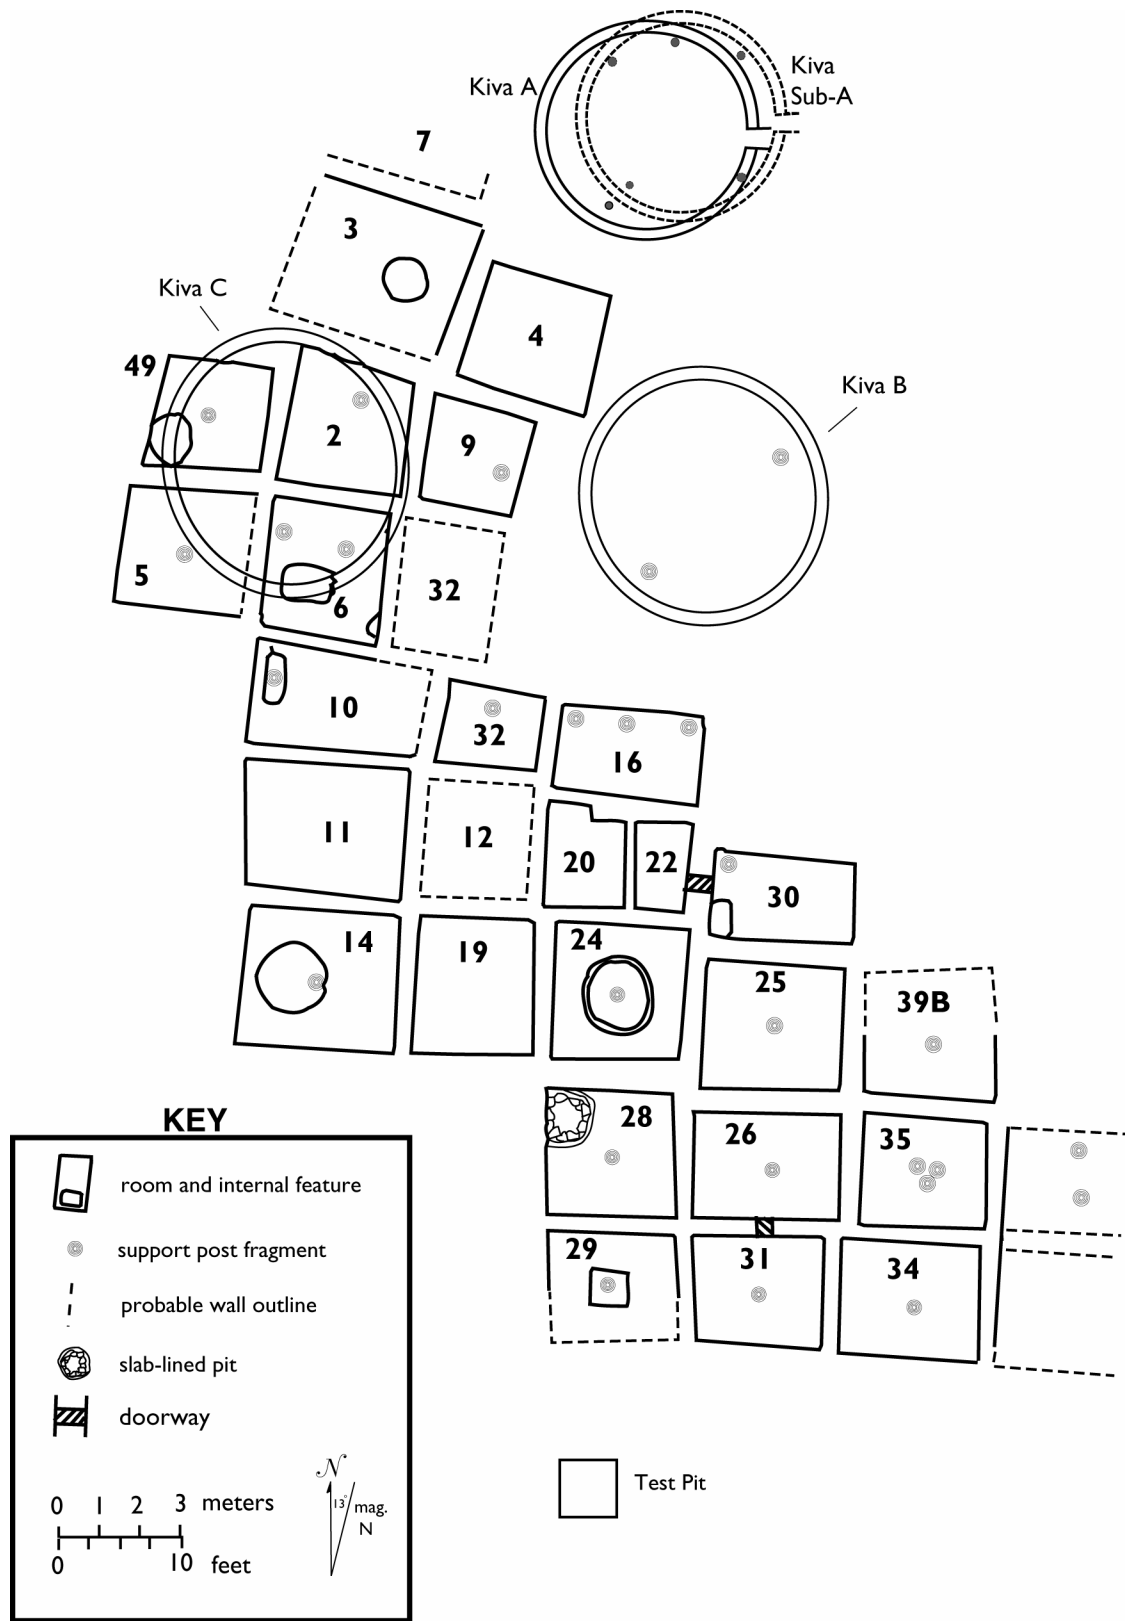 Kiva A
Kiva
Sub-A
7
3
Kiva C
4
49
Kiva B
2
9
5
6
32
10
32
16
11
12
20
22
30
14
19
24
25
39B
28
26
35
29
31
34
KEY
room and internal feature
support post fragment
probable wall outline
slab-lined pit
doorway
0 1 2 3 meters
0 10 feet
N
13° mag.
N
Test Pit